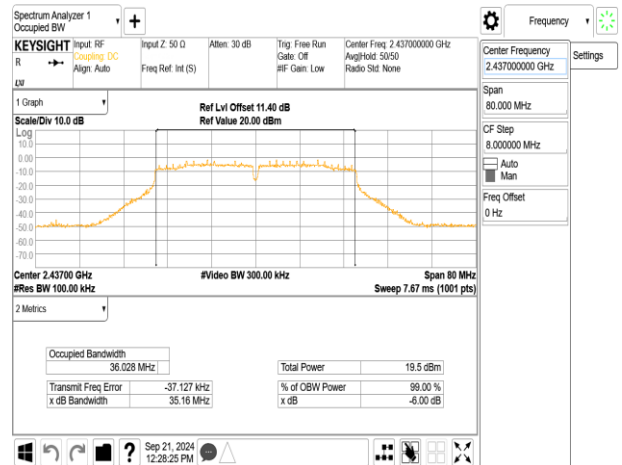 Spectrum Analyzer 1
Occupied BW
+
KEYSIGHT
R
LXI
Input: RF
Coupling: DC
Align: Auto
Input Z: 50 Ω
Freq Ref: Int (S)
Atten: 30 dB
Trig: Free Run
Gate: Off
#IF Gain: Low
Center Freq: 2.437000000 GHz
Avg|Hold: 50/50
Radio Std: None
1 Graph
Scale/Div 10.0 dB
Ref Lvl Offset 11.40 dB
Ref Value 20.00 dBm
Log
10.0
0.00
-10.0
-20.0
-30.0
-40.0
-50.0
-60.0
-70.0
Center 2.43700 GHz
#Res BW 100.00 kHz
#Video BW 300.00 kHz
Span 80 MHz
Sweep 7.67 ms (1001 pts)
2 Metrics
Occupied Bandwidth
36.028 MHz
Transmit Freq Error -37.127 kHz
x dB Bandwidth 35.16 MHz
Total Power 19.5 dBm
% of OBW Power 99.00 %
x dB -6.00 dB
?
Sep 21, 2024
12:28:25 PM
Frequency
Settings
Center Frequency
2.437000000 GHz
Span
80.000 MHz
CF Step
8.000000 MHz
Auto
Man
Freq Offset
0 Hz